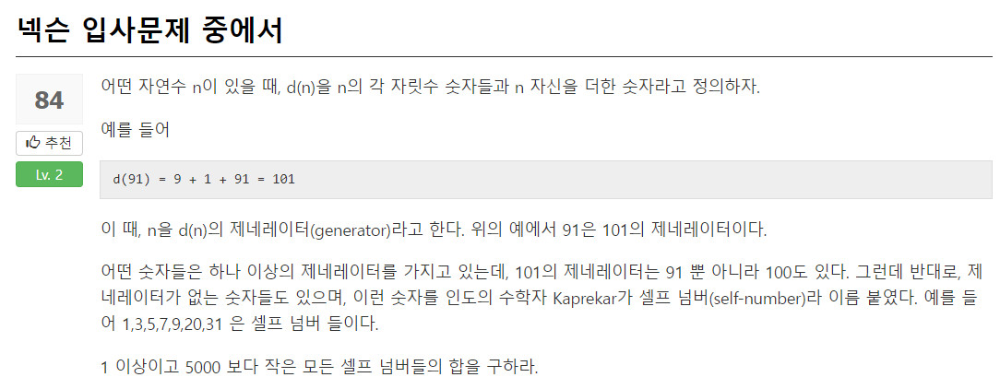 넥슨 입사문제 중에서
84
추천
Lv. 2
어떤 자연수 n이 있을 때, d(n)을 n의 각 자릿수 숫자들과 n 자신을 더한 숫자라고 정의하자.
예를 들어
d(91) = 9 + 1 + 91 = 101
이 때, n을 d(n)의 제네레이터(generator)라고 한다. 위의 예에서 91은 101의 제네레이터이다.
어떤 숫자들은 하나 이상의 제네레이터를 가지고 있는데, 101의 제네레이터는 91 뿐 아니라 100도 있다. 그런데 반대로, 제
네레이터가 없는 숫자들도 있으며, 이런 숫자를 인도의 수학자 Kaprekar가 셀프 넘버(self-number)라 이름 붙였다. 예를 들
어 1,3,5,7,9,20,31 은 셀프 넘버 들이다.
1 이상이고 5000 보다 작은 모든 셀프 넘버들의 합을 구하라.